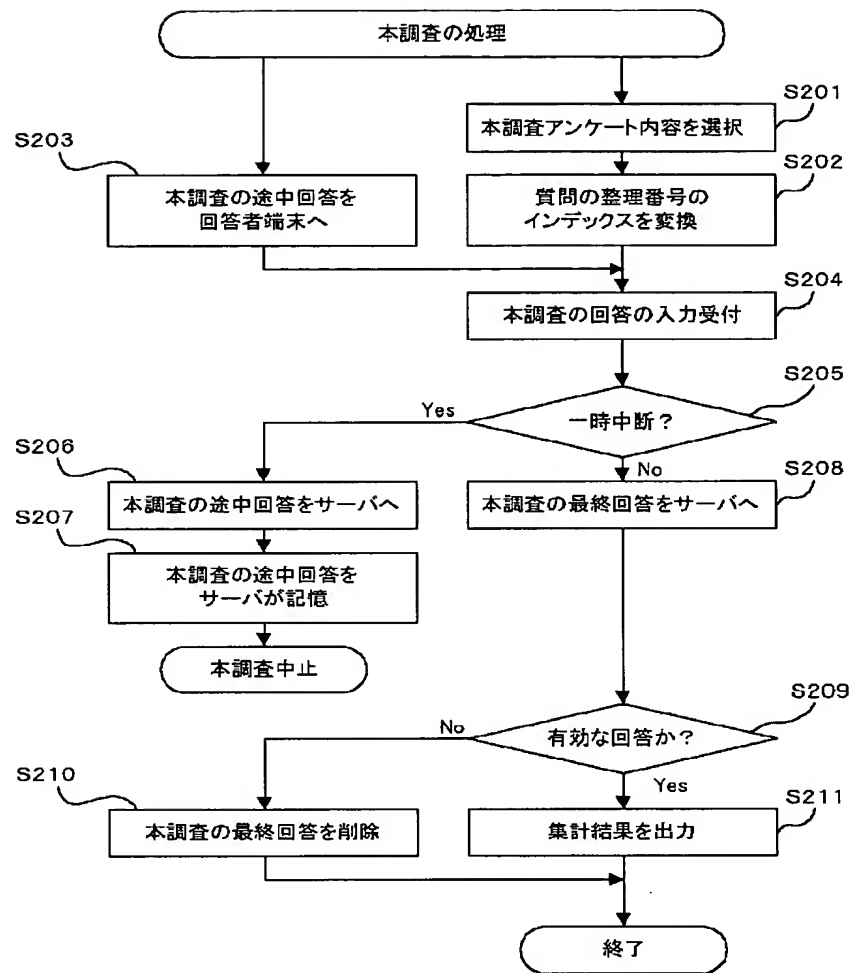 本調査の処理
S201
本調査アンケート内容を選択
S203
S202
本調査の途中回答を
回答者端末へ
質問の整理番号の
インデックスを変換
S204
本調査の回答の入力受付
S205
一時中断？
Yes
No
S206
本調査の途中回答をサーバへ
S208
本調査の最終回答をサーバへ
S207
本調査の途中回答を
サーバが記憶
本調査中止
S209
有効な回答か？
No
Yes
S210
本調査の最終回答を削除
S211
集計結果を出力
終了